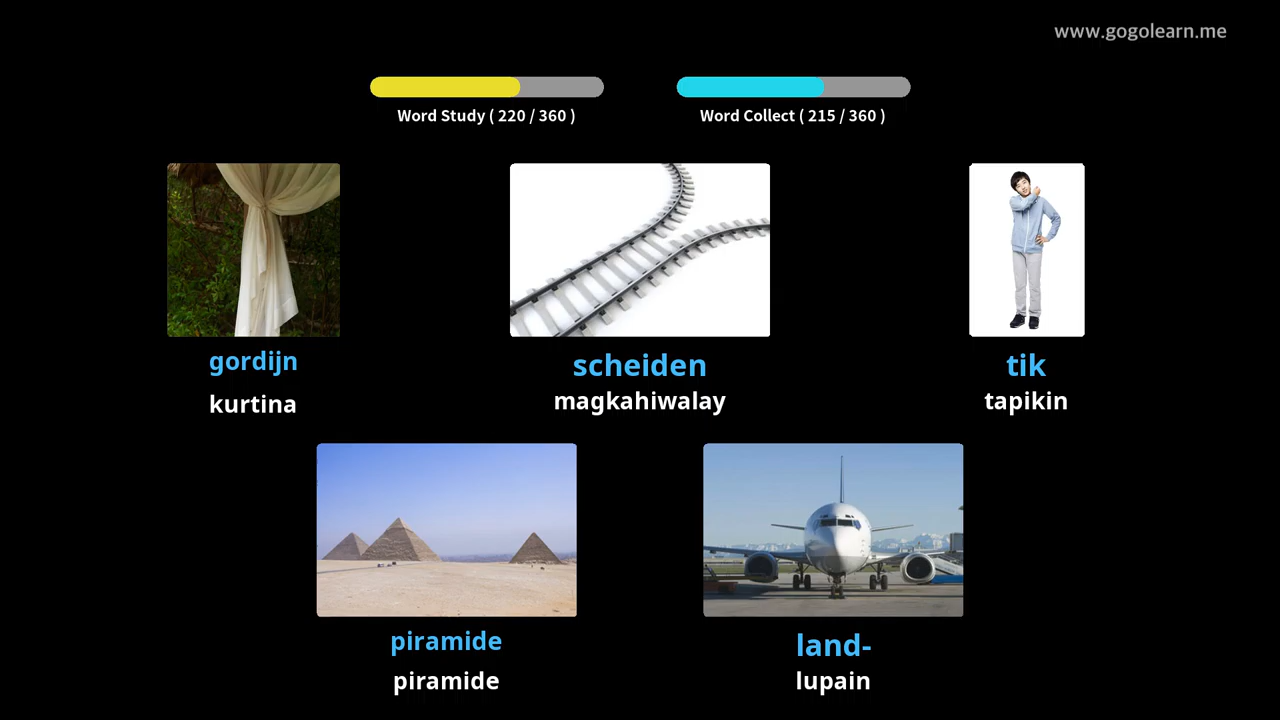 www.gogolearn.me
Word Study ( 220 / 360 )
Word Collect ( 215 / 360 )
gordijn
kurtina
scheiden
magkahiwalay
tik
tapikin
piramide
piramide
land-
lupain